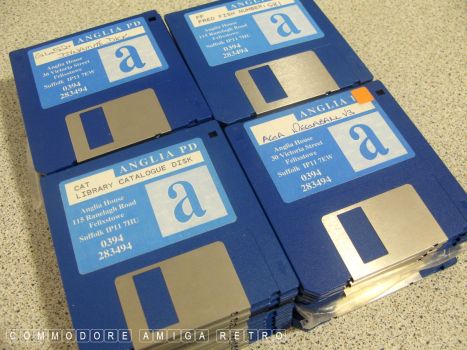 ANGLIA PD
Anglia House
30 Victoria Street
Felixstowe
Suffolk IP11 7EW
0394
283494
a
FF
FRED FISH NUMBER:
ANGLIA PD
Anglia House
115 Ranelagh Road
Felixstowe
Suffolk IP11 7HU
0394
283494
a
ANGLIA PD
CAT
LIBRARY CATALOGUE DISK
Anglia House
115 Ranelagh Road
Felixstowe
Suffolk IP11 7HU
0394
283494
a
ANGLIA
V3
Anglia House
30 Victoria Street
Felixstowe
Suffolk IP11 7EW
0394
283494
a
COMMODORE AMIGA RETRO